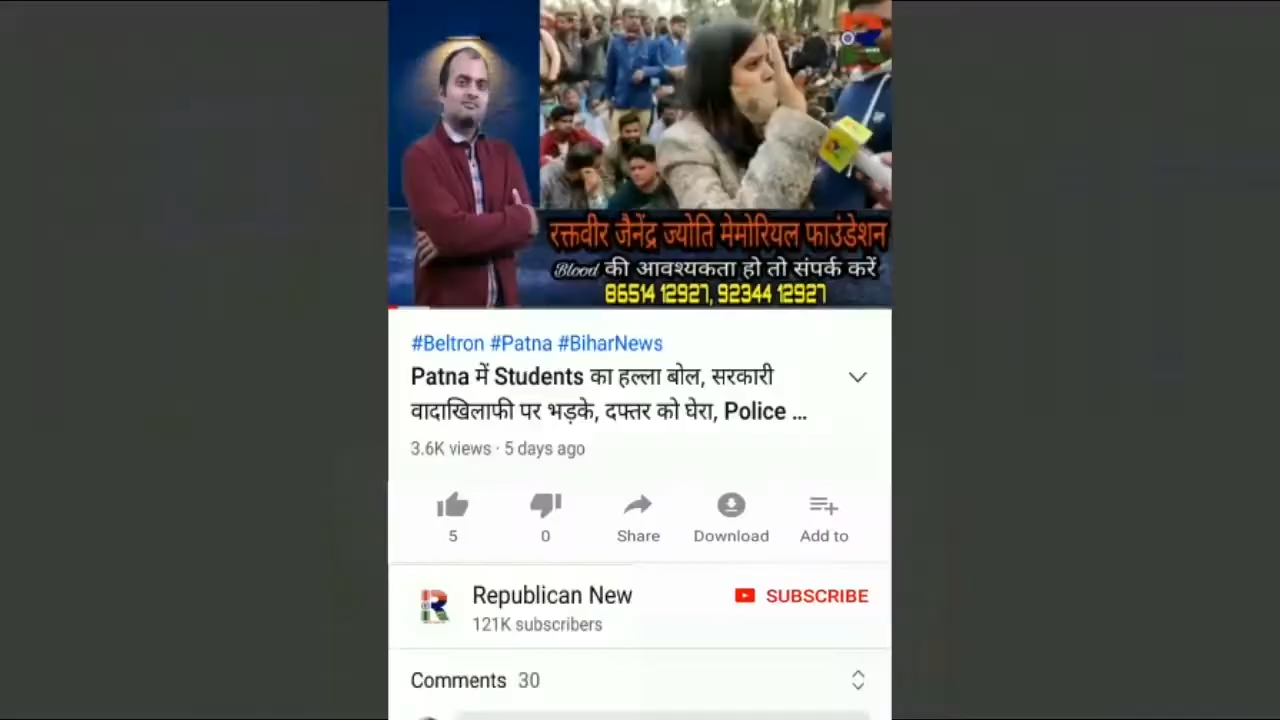 रक्तवीर जैनेंद्र ज्योति मेमोरियल फाउंडेशन
Blood की आवश्यकता हो तो संपर्क करें
86514 12927, 92344 12927
#Beltron #Patna #BiharNews
Patna में Students का हल्ला बोल, सरकारी
वादाखिलाफी पर भड़के, दफ्तर को घेरा, Police ...
3.6K views · 5 days ago
5
0
Share
Download
Add to
Republican New
SUBSCRIBE
121K subscribers
Comments 30